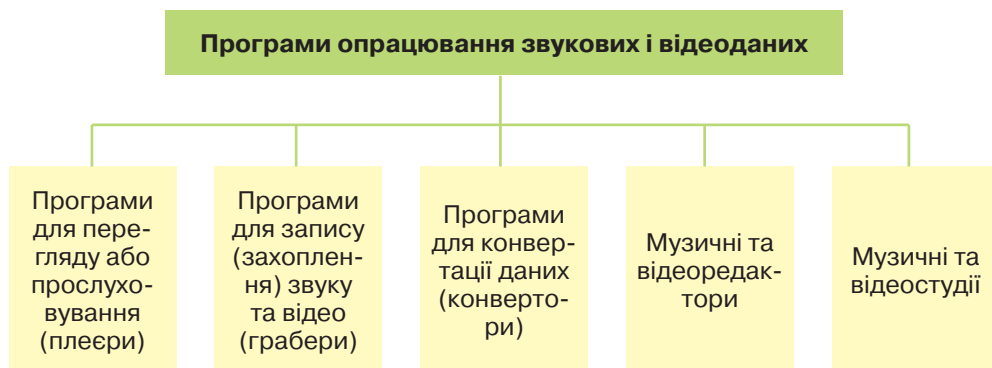 Програми опрацювання звукових і відеоданих
Програми
для пере-
гляду або
прослухо-
вування
(плеєри)
Програми
для запису
(захоплен-
ня) звуку
та відео
(грабери)
Програми
для конвер-
тації даних
(конверто-
ри)
Музичні та
відеоредак-
тори
Музичні та
відеостудії